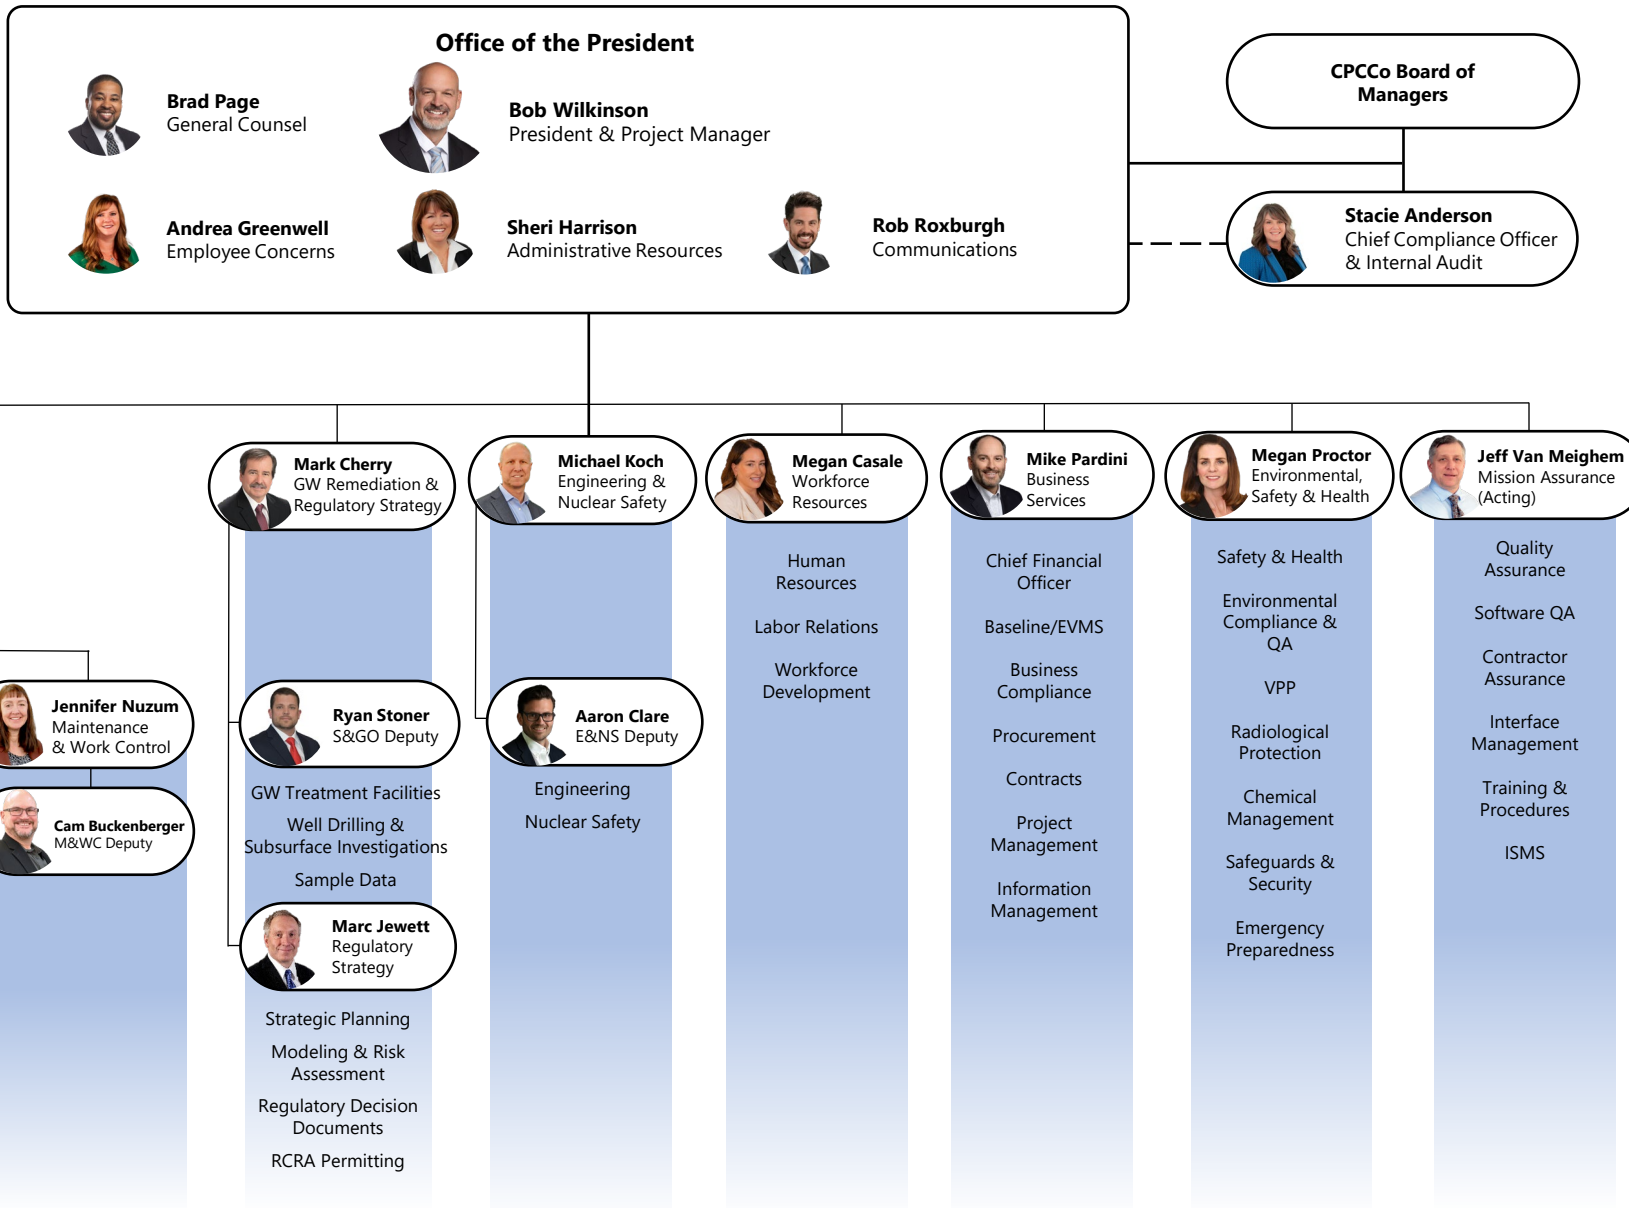 Office of the President
Brad Page
General Counsel
Bob Wilkinson
President & Project Manager
Andrea Greenwell
Employee Concerns
Sheri Harrison
Administrative Resources
Rob Roxburgh
Communications
CPCCo Board of
Managers
Stacie Anderson
Chief Compliance Officer
& Internal Audit
Jennifer Nuzum
Maintenance
& Work Control
Cam Buckenberger
M&WC Deputy
Mark Cherry
GW Remediation &
Regulatory Strategy
Ryan Stoner
S&GO Deputy
GW Treatment Facilities
Well Drilling &
Subsurface Investigations
Sample Data
Marc Jewett
Regulatory
Strategy
Strategic Planning
Modeling & Risk
Assessment
Regulatory Decision
Documents
RCRA Permitting
Michael Koch
Engineering &
Nuclear Safety
Aaron Clare
E&NS Deputy
Engineering
Nuclear Safety
Megan Casale
Workforce
Resources
Human
Resources
Labor Relations
Workforce
Development
Mike Pardini
Business
Services
Chief Financial
Officer
Baseline/EVMS
Business
Compliance
Procurement
Contracts
Project
Management
Information
Management
Megan Proctor
Environmental,
Safety & Health
Safety & Health
Environmental
Compliance &
QA
VPP
Radiological
Protection
Chemical
Management
Safeguards &
Security
Emergency
Preparedness
Jeff Van Meighem
Mission Assurance
(Acting)
Quality
Assurance
Software QA
Contractor
Assurance
Interface
Management
Training &
Procedures
ISMS